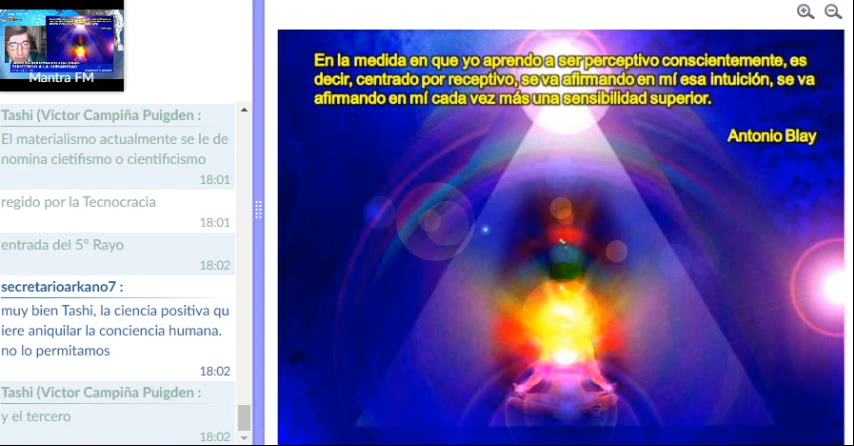 Mantra FM
Tashi (Victor Campiña Puigden :
El materialismo actualmente se le de
nomina cietifismo o cientificismo
18:01
regido por la Tecnocracia
18:01
entrada del 5º Rayo
18:02
secretarioarkano7 :
muy bien Tashi, la ciencia positiva qu
iere aniquilar la conciencia humana.
no lo permitamos
18:02
Tashi (Victor Campiña Puigden :
y el tercero
18:02
En la medida en que yo aprendo a ser perceptivo conscientemente, es
decir, centrado por receptivo, se va afirmando en mí esa intuición, se va
afirmando en mí cada vez más una sensibilidad superior.
Antonio Blay